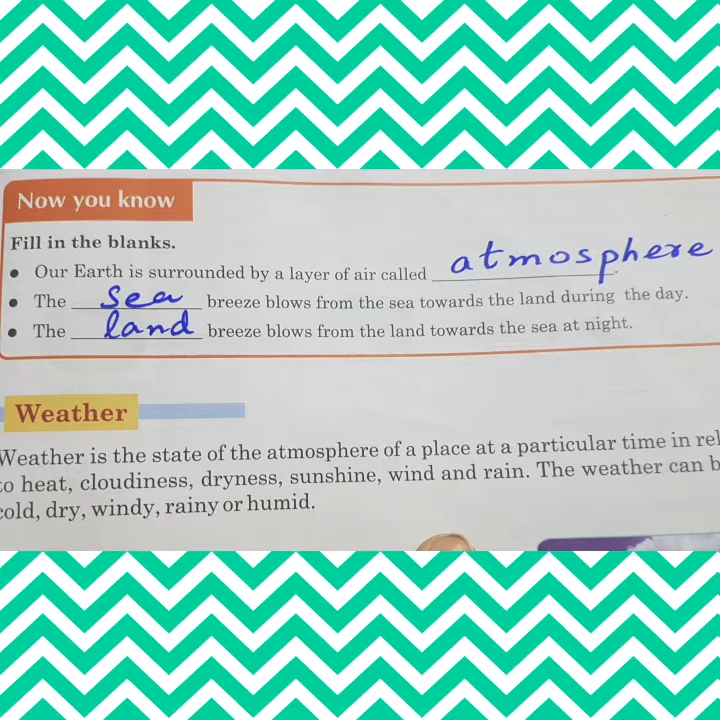 Now you know
Fill in the blanks.
• Our Earth is surrounded by a layer of air called atmosphere.
• The sea breeze blows from the sea towards the land during the day.
• The land breeze blows from the land towards the sea at night.
Weather
Weather is the state of the atmosphere of a place at a particular time in rel
to heat, cloudiness, dryness, sunshine, wind and rain. The weather can b
cold, dry, windy, rainy or humid.